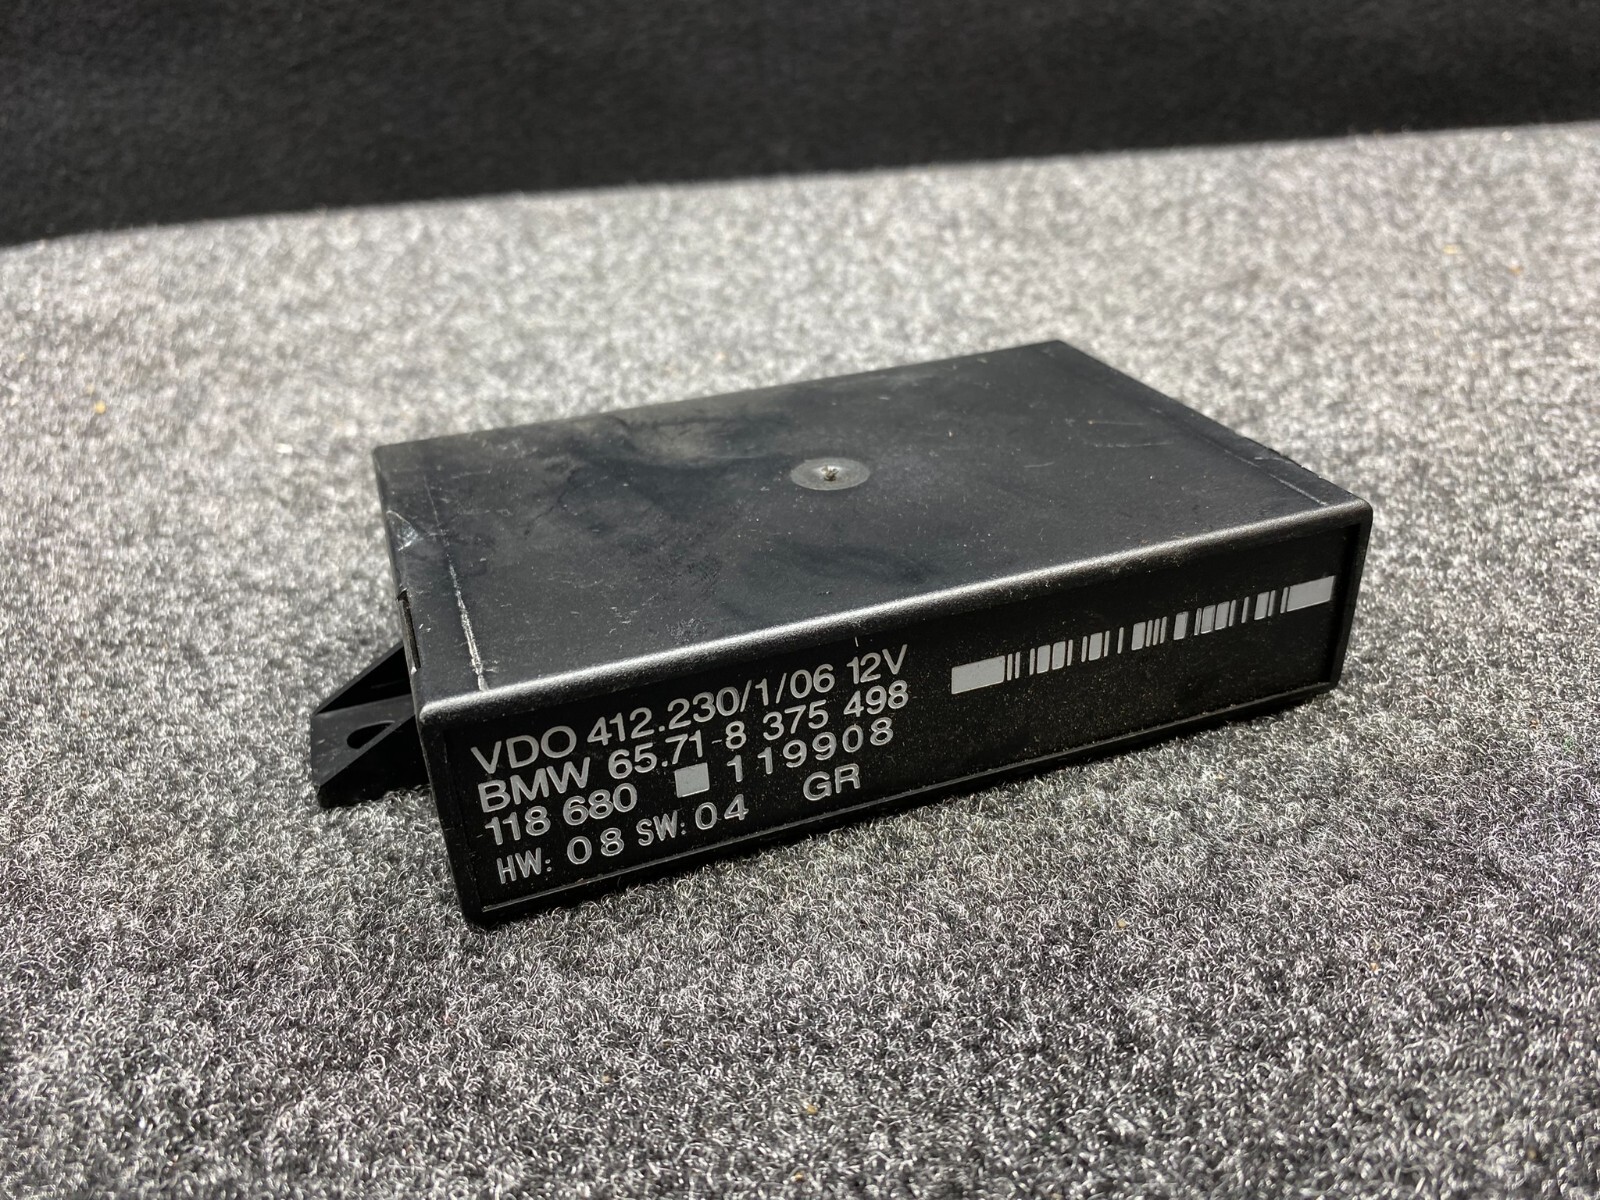 VDO 412.230/1/06 12V
BMW 65.71-8 375 498
118 680 119908
HW: 08 SW: 04 GR